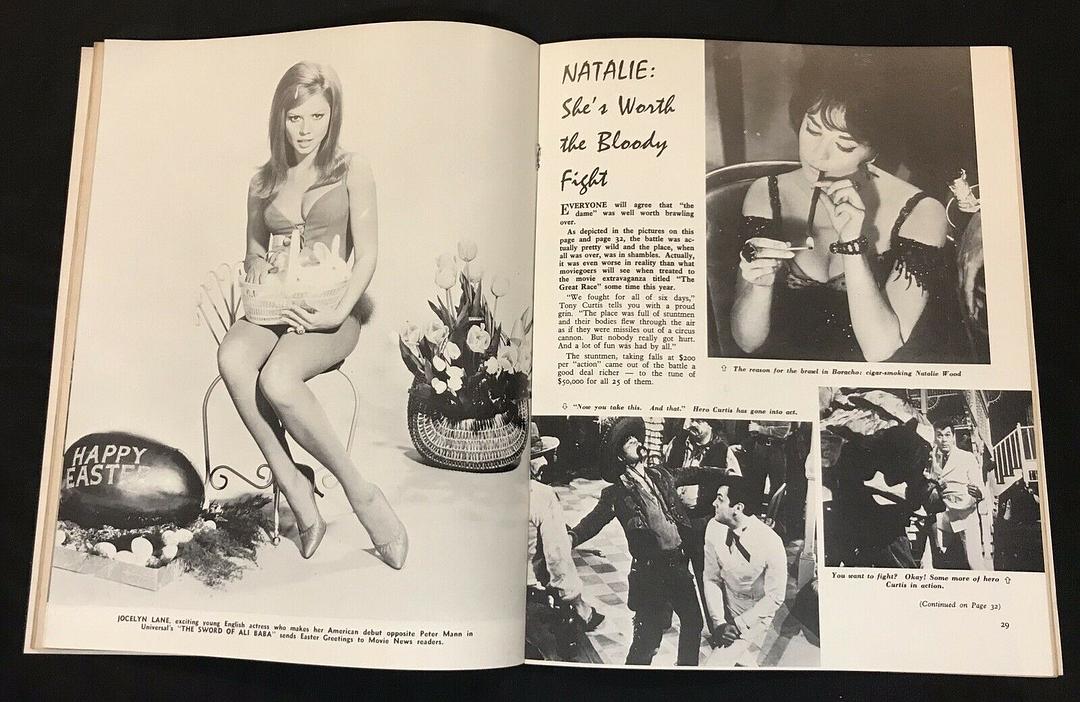 HAPPY
EASTER
JOCELYN LANE, exciting young English actress who makes her American debut opposite Peter Mann in
Universal's "THE SWORD OF ALI BABA" sends Easter Greetings to Movie News readers.
NATALIE:
She's Worth
the Bloody
Fight
EVERYONE will agree that "the
dame" was well worth brawling
over.
As depicted in the pictures on this
page and page 32, the battle was ac-
tually pretty wild and the place, when
all was over, was in shambles. Actually,
it was even worse in reality than what
moviegoers will see when treated to
the movie extravaganza titled "The
Great Race" some time this year.
"We fought for all of six days,"
Tony Curtis tells you with a proud
grin. "The place was full of stuntmen
and their bodies flew through the air
as if they were missiles out of a circus
cannon. But nobody really got hurt.
And a lot of fun was had by all."
The stuntmen, taking falls at $200
per "action" came out of the battle a
good deal richer — to the tune of
$50,000 for all 25 of them.
⇧ The reason for the brawl in Boracho: cigar-smoking Natalie Wood
⇩ "Now you take this. And that." Hero Curtis has gone into act.
You want to fight? Okay! Some more of hero ⇧
Curtis in action.
(Continued on Page 32)
29